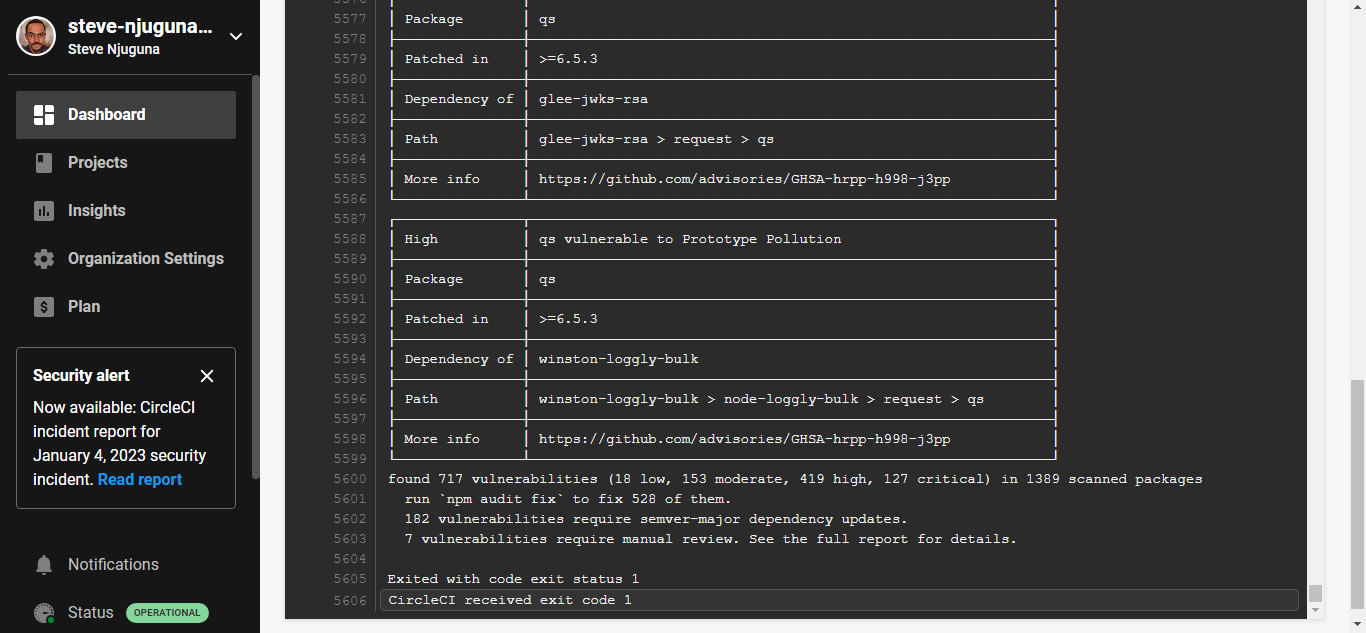 steve-njuguna...
Steve Njuguna
Dashboard
Projects
Insights
Organization Settings
Plan
Security alert
Now available: CircleCI
incident report for
January 4, 2023 security
incident. Read report
Notifications
Status OPERATIONAL
5576
5577 Package qs
5578
5579 Patched in >=6.5.3
5580
5581 Dependency of glee-jwks-rsa
5582
5583 Path glee-jwks-rsa > request > qs
5584
5585 More info https://github.com/advisories/GHSA-hrpp-h998-j3pp
5586
5587
5588 High qs vulnerable to Prototype Pollution
5589
5590 Package qs
5591
5592 Patched in >=6.5.3
5593
5594 Dependency of winston-loggly-bulk
5595
5596 Path winston-loggly-bulk > node-loggly-bulk > request > qs
5597
5598 More info https://github.com/advisories/GHSA-hrpp-h998-j3pp
5599
5600 found 717 vulnerabilities (18 low, 153 moderate, 419 high, 127 critical) in 1389 scanned packages
5601 run `npm audit fix` to fix 528 of them.
5602 182 vulnerabilities require semver-major dependency updates.
5603 7 vulnerabilities require manual review. See the full report for details.
5604
5605 Exited with code exit status 1
5606 CircleCI received exit code 1